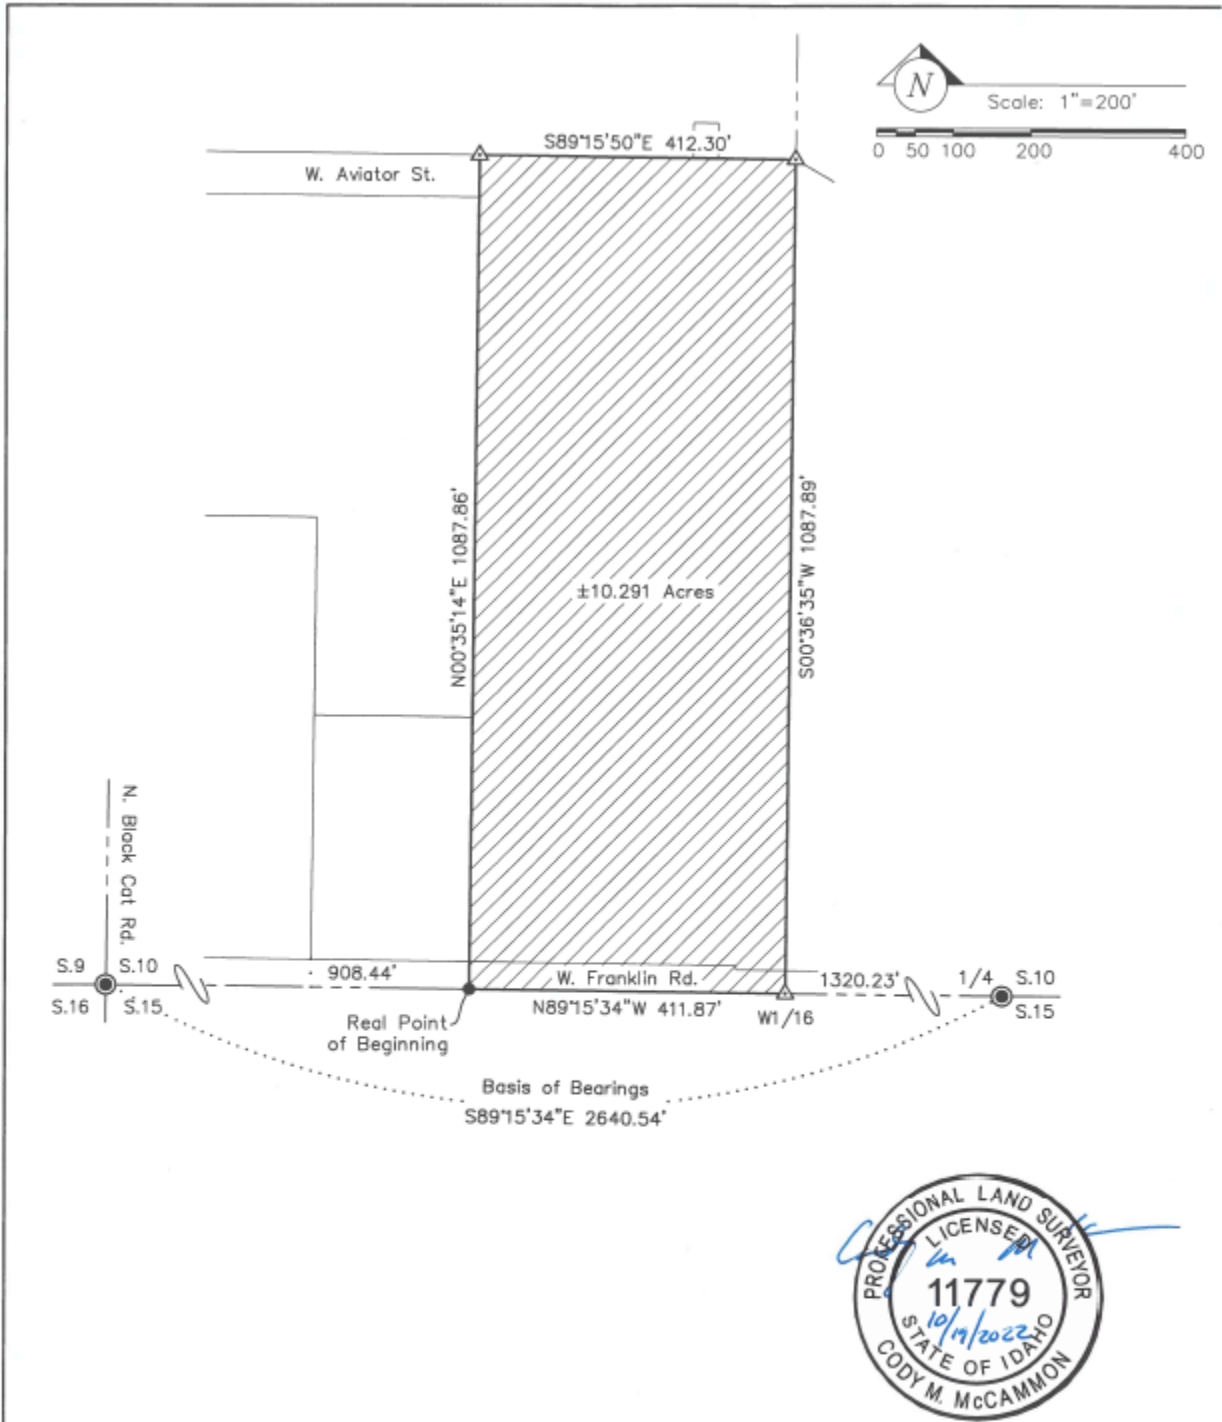 N
Scale: 1"=200'
0 50 100 200 400
S89°15'50"E 412.30'
W. Aviator St.
N00°35'14"E 1087.86'
±10.291 Acres
S00°36'35"W 1087.89'
N. Black Cat Rd.
S.9 S.10
S.16 S.15
908.44'
W. Franklin Rd.
1320.23'
1/4 S.10
S.15
N89°15'34"W 411.87'
W1/16
Real Point
of Beginning
Basis of Bearings
S89°15'34"E 2640.54'
PROFESSIONAL LAND SURVEYOR
LICENSED
11779
10/19/2022
STATE OF IDAHO
CODY M. McCAMMON